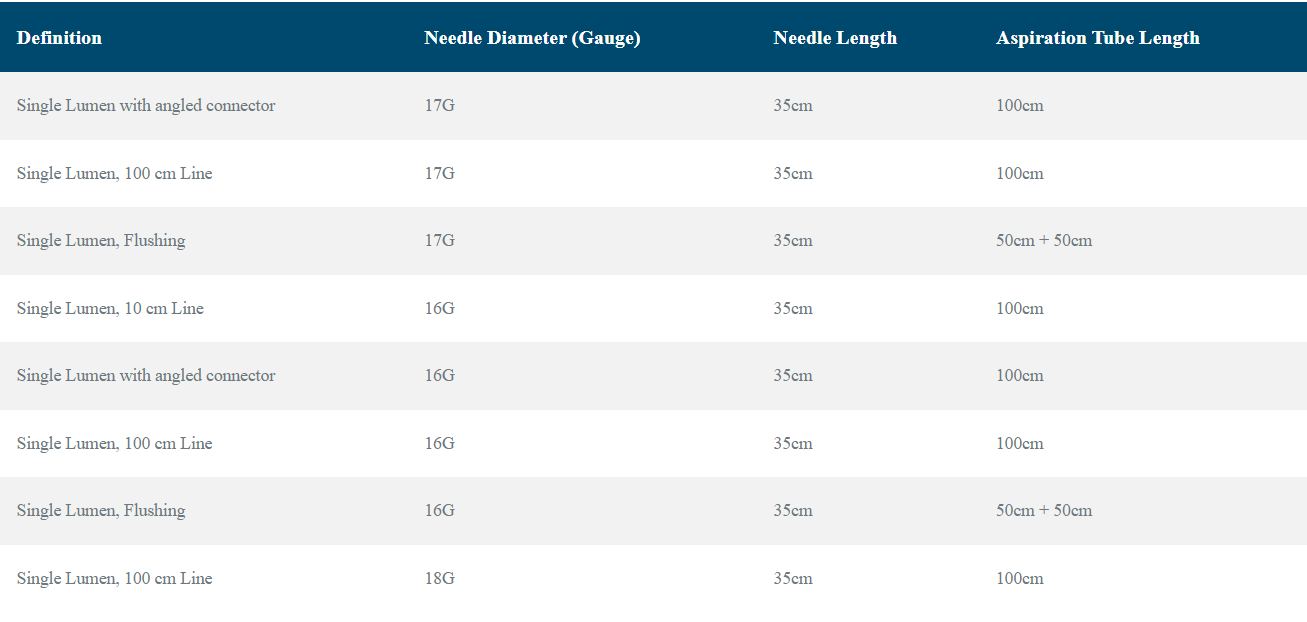 Definition Needle Diameter (Gauge) Needle Length Aspiration Tube Length
Single Lumen with angled connector 17G 35cm 100cm
Single Lumen, 100 cm Line 17G 35cm 100cm
Single Lumen, Flushing 17G 35cm 50cm + 50cm
Single Lumen, 10 cm Line 16G 35cm 100cm
Single Lumen with angled connector 16G 35cm 100cm
Single Lumen, 100 cm Line 16G 35cm 100cm
Single Lumen, Flushing 16G 35cm 50cm + 50cm
Single Lumen, 100 cm Line 18G 35cm 100cm